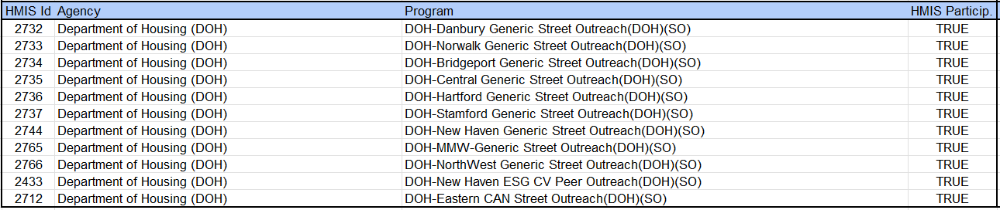 HMIS Id Agency Program HMIS Particip.
2732 Department of Housing (DOH) DOH-Danbury Generic Street Outreach(DOH)(SO) TRUE
2733 Department of Housing (DOH) DOH-Norwalk Generic Street Outreach(DOH)(SO) TRUE
2734 Department of Housing (DOH) DOH-Bridgeport Generic Street Outreach(DOH)(SO) TRUE
2735 Department of Housing (DOH) DOH-Central Generic Street Outreach(DOH)(SO) TRUE
2736 Department of Housing (DOH) DOH-Hartford Generic Street Outreach(DOH)(SO) TRUE
2737 Department of Housing (DOH) DOH-Stamford Generic Street Outreach(DOH)(SO) TRUE
2744 Department of Housing (DOH) DOH-New Haven Generic Street Outreach(DOH)(SO) TRUE
2765 Department of Housing (DOH) DOH-MMW-Generic Street Outreach(DOH)(SO) TRUE
2766 Department of Housing (DOH) DOH-NorthWest Generic Street Outreach(DOH)(SO) TRUE
2433 Department of Housing (DOH) DOH-New Haven ESG CV Peer Outreach(DOH)(SO) TRUE
2712 Department of Housing (DOH) DOH-Eastern CAN Street Outreach(DOH)(SO) TRUE